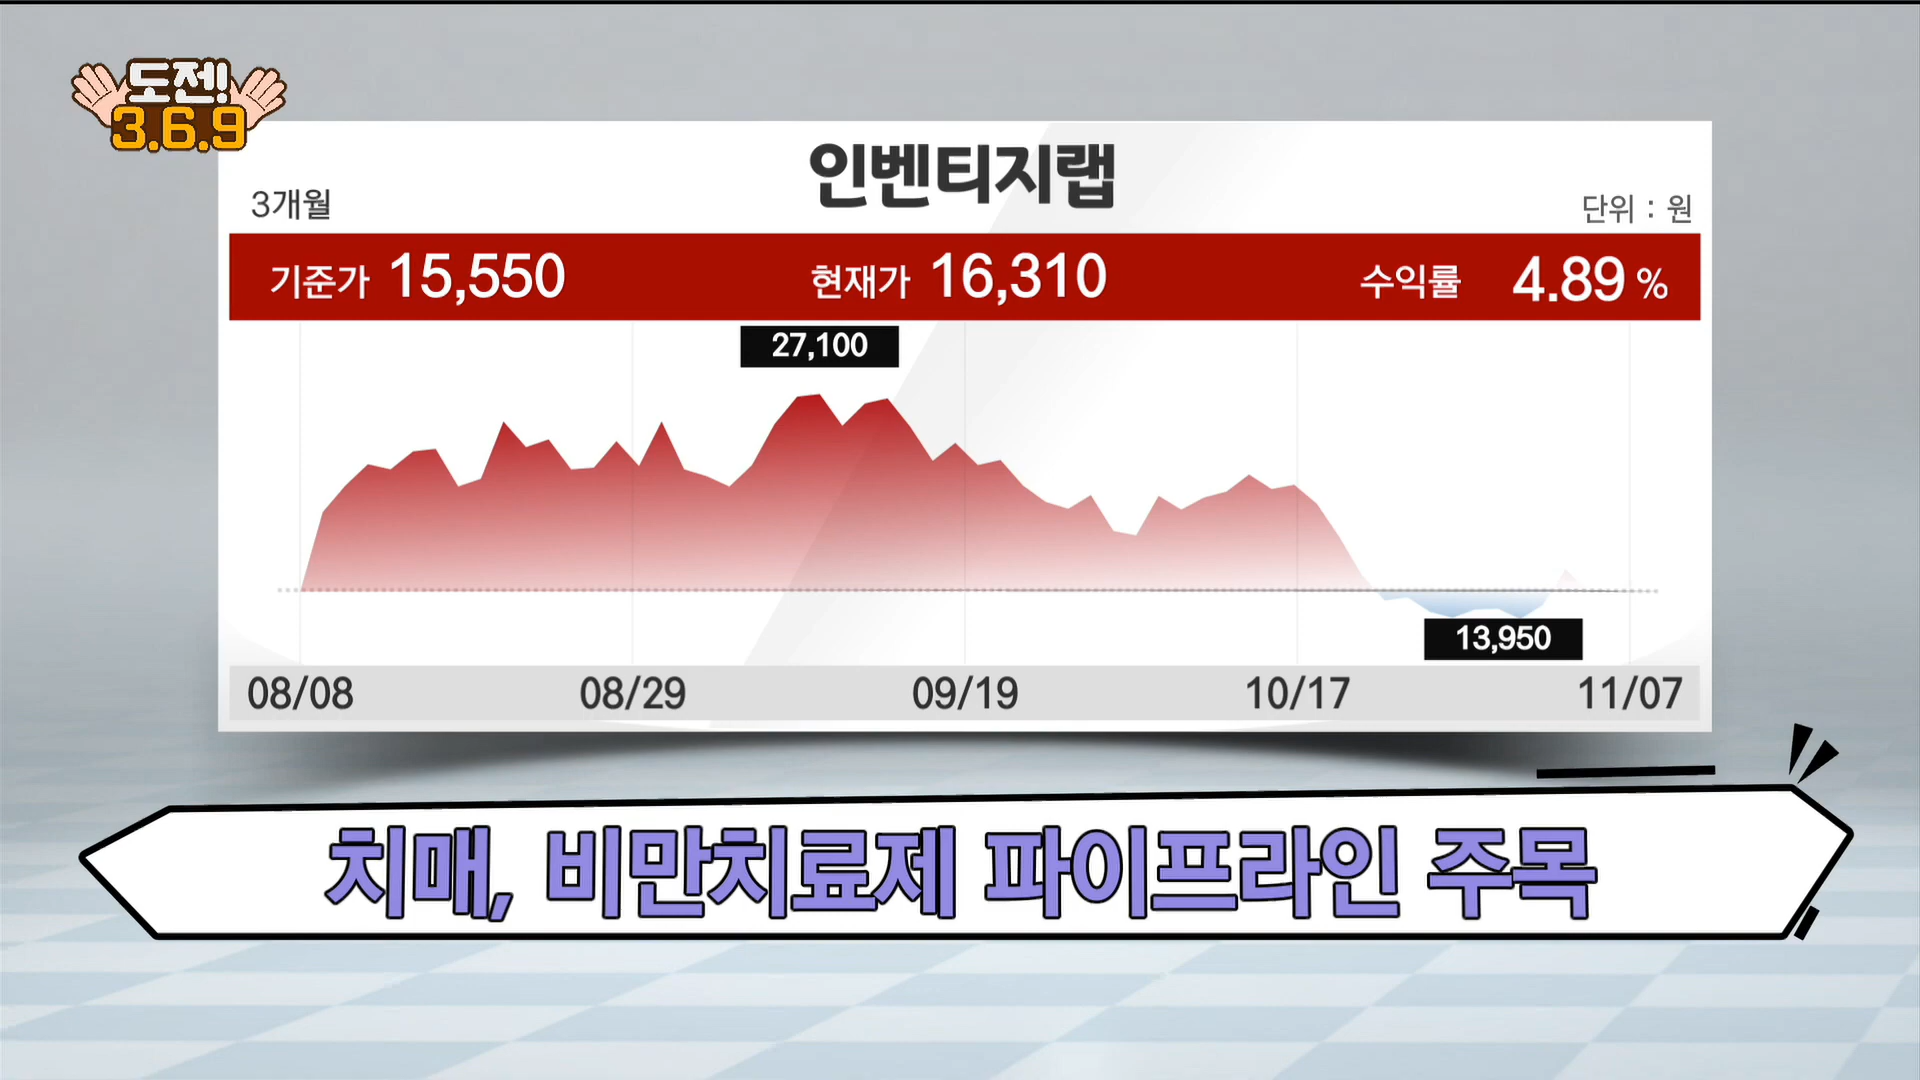 도전!
3.6.9
인벤티지랩
3개월
단위 : 원
기준가 15,550 현재가 16,310 수익률 4.89 %
27,100
13,950
08/08 08/29 09/19 10/17 11/07
치매, 비만치료제 파이프라인 주목